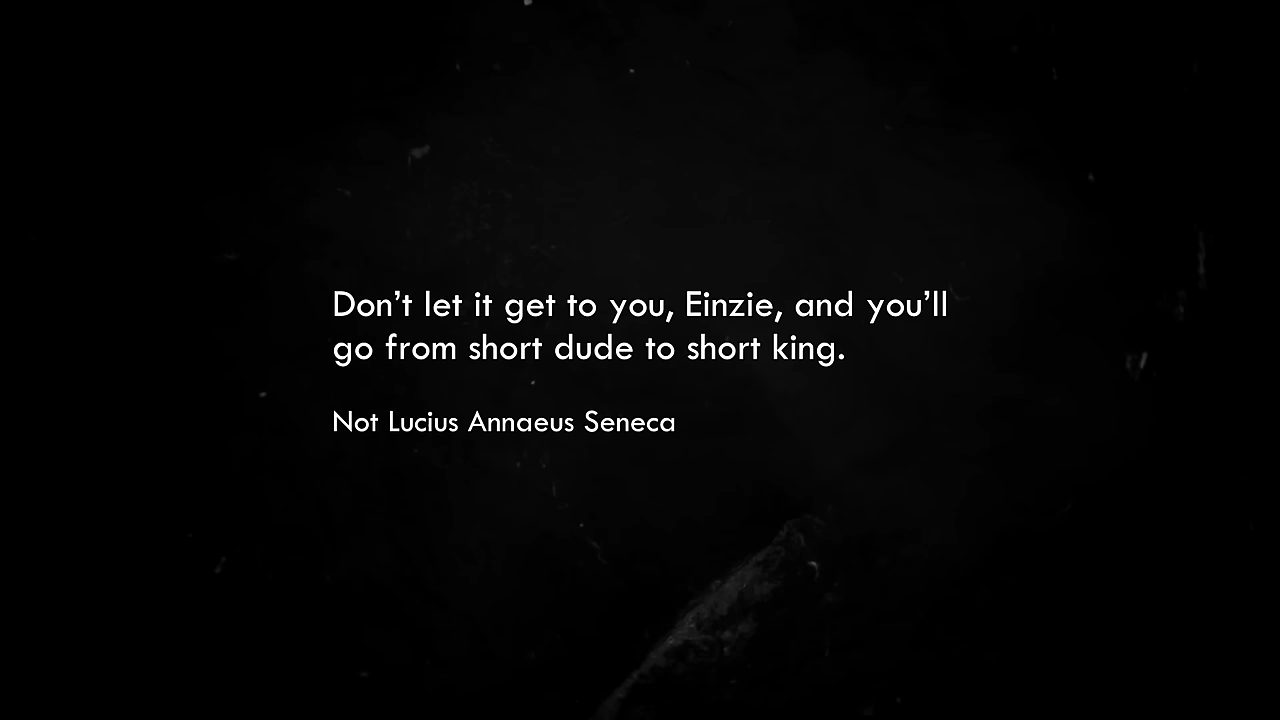 Don’t let it get to you, Einzie, and you’ll
go from short dude to short king.
Not Lucius Annaeus Seneca